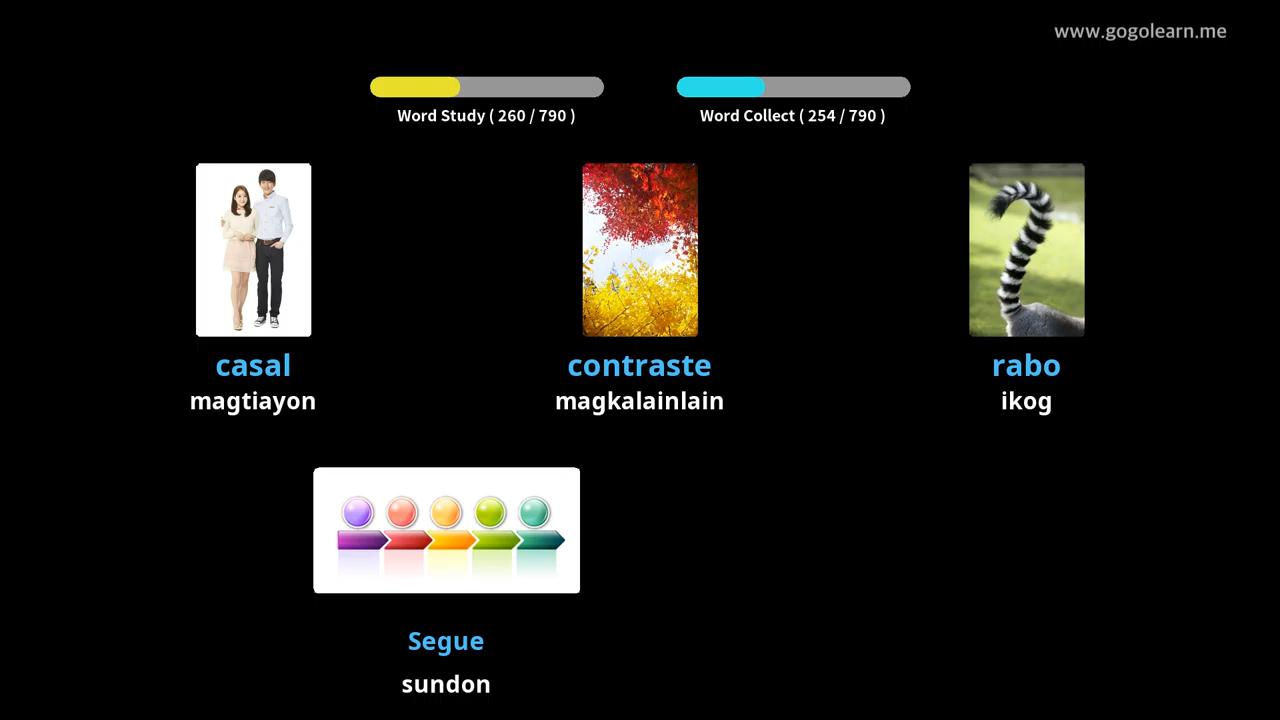 www.gogolearn.me
Word Study ( 260 / 790 )
Word Collect ( 254 / 790 )
casal
magtiayon
contraste
magkalainlain
rabo
ikog
Segue
sundon